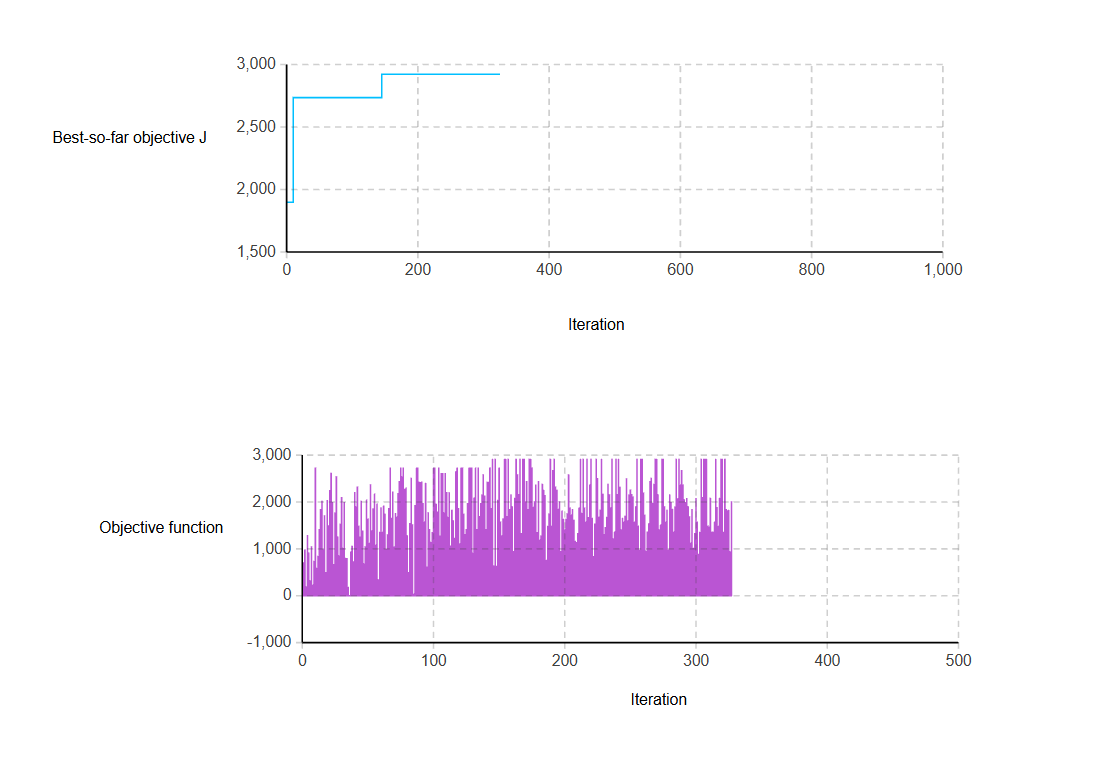 3,000
Best-so-far objective J
2,500
2,000
1,500
0 200 400 600 800 1,000
Iteration
3,000
2,000
Objective function
1,000
0
-1,000
0 100 200 300 400 500
Iteration